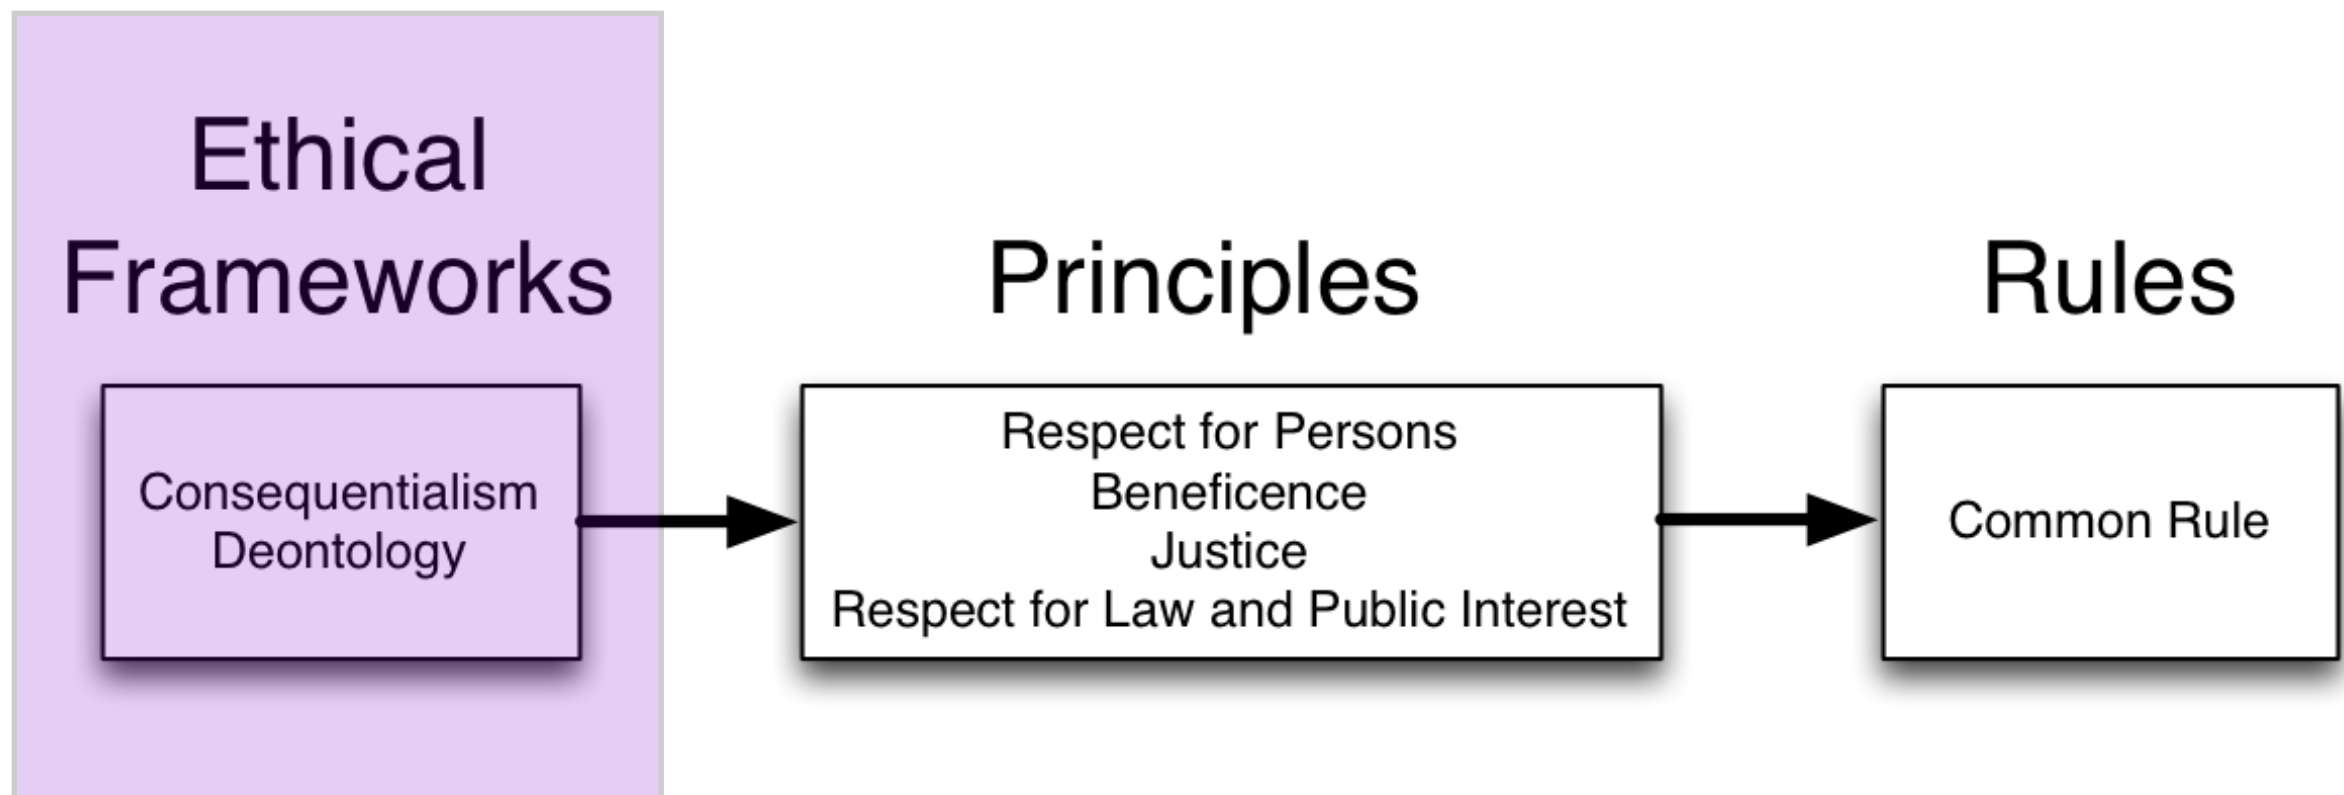 Ethical
Frameworks
Consequentialism
Deontology
Principles
Respect for Persons
Beneficence
Justice
Respect for Law and Public Interest
Rules
Common Rule